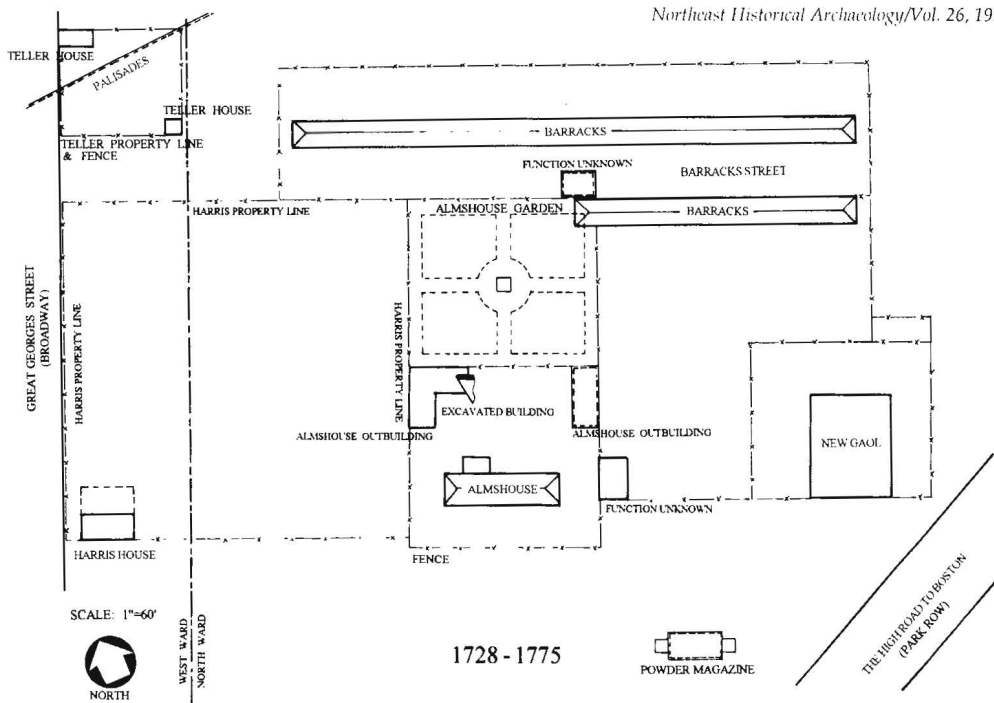 Northeast Historical Archaeology/Vol. 26, 19
TELLER HOUSE
PALISADES
TELLER HOUSE
TELLER PROPERTY LINE
& FENCE
BARRACKS
FUNCTION UNKNOWN
BARRACKS STREET
HARRIS PROPERTY LINE
ALMSHOUSE GARDEN
BARRACKS
GREAT GEORGES STREET
(BROADWAY)
HARRIS PROPERTY LINE
HARRIS PROPERTY LINE
EXCAVATED BUILDING
ALMSHOUSE OUTBUILDING
ALMSHOUSE OUTBUILDING
NEW GAOL
ALMSHOUSE
FUNCTION UNKNOWN
HARRIS HOUSE
FENCE
THE HIGH ROAD TO BOSTON
(PARK ROW)
SCALE: 1"=60'
NORTH
WEST WARD
NORTH WARD
1728 - 1775
POWDER MAGAZINE